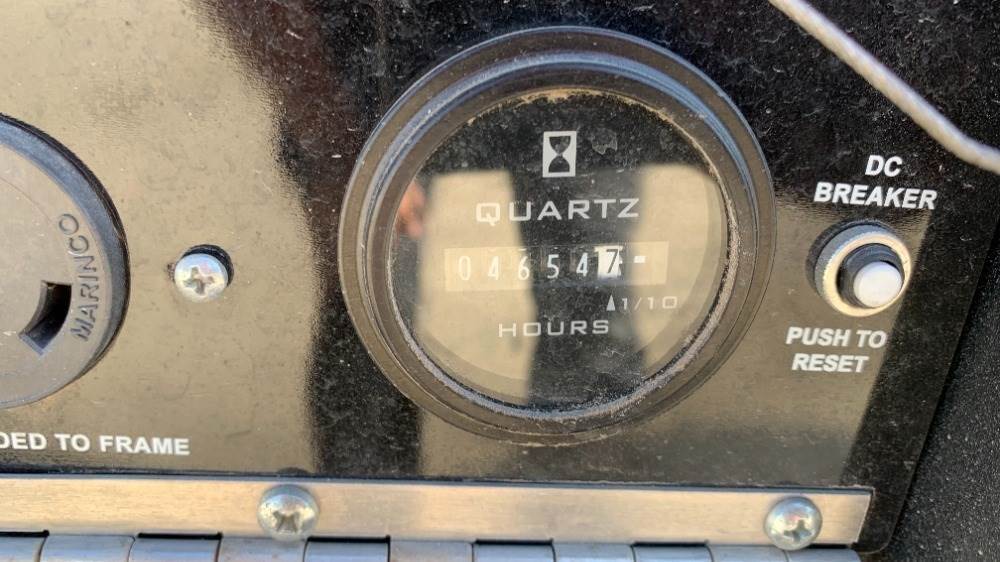 MARINCO
DED TO FRAME
QUARTZ
046547
1/10
HOURS
DC
BREAKER
PUSH TO
RESET